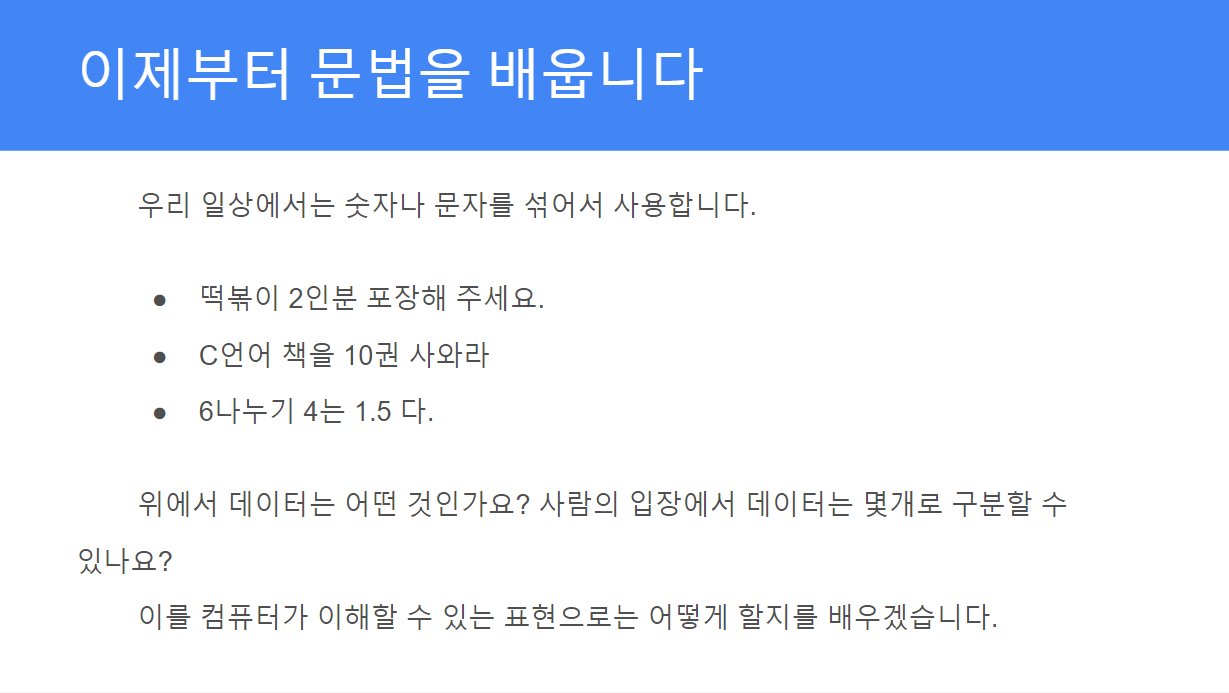 이제부터 문법을 배웁니다
우리 일상에서는 숫자나 문자를 섞어서 사용합니다.
● 떡볶이 2인분 포장해 주세요.
● C언어 책을 10권 사와라
● 6나누기 4는 1.5 다.
위에서 데이터는 어떤 것인가요? 사람의 입장에서 데이터는 몇개로 구분할 수
있나요?
이를 컴퓨터가 이해할 수 있는 표현으로는 어떻게 할지를 배우겠습니다.